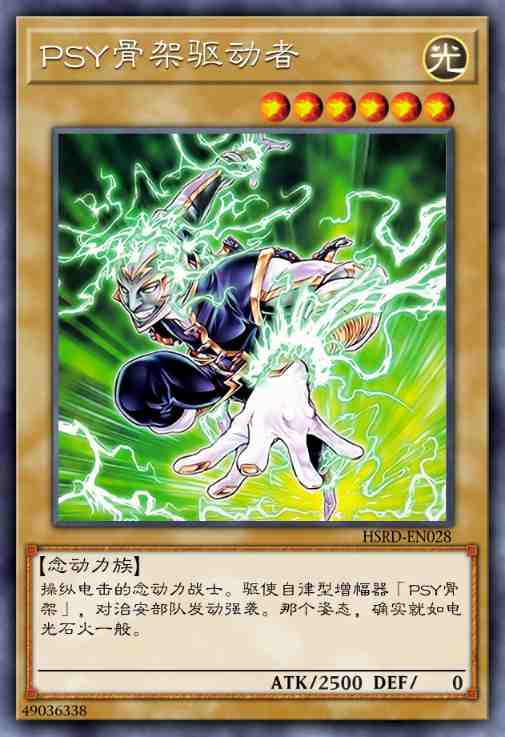 PSY骨架驱动者
光
HSRD-EN028
【念动力族】
操纵电击的念动力战士。驱使自律型增幅器「PSY骨
架」，对治安部队发动强袭。那个姿态，确实就如电
光石火一般。
ATK/2500 DEF/ 0
49036338